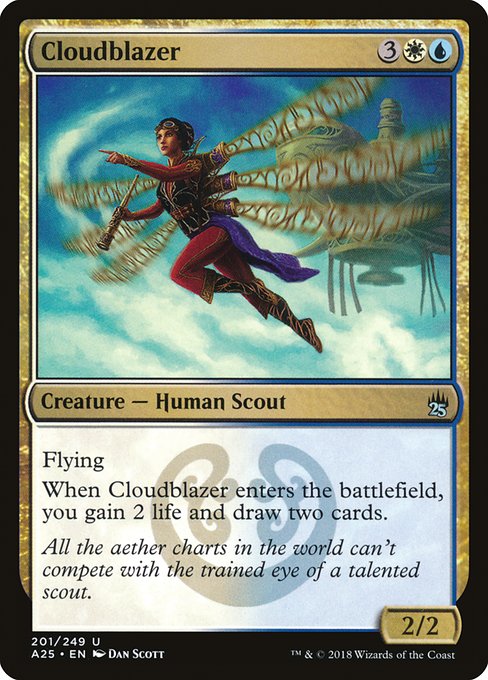 Cloudblazer 3
Creature — Human Scout
25
Flying
When Cloudblazer enters the battlefield,
you gain 2 life and draw two cards.
All the aether charts in the world can't
compete with the trained eye of a talented
scout.
2/2
201/249 U
A25 • EN Dan Scott
™ & © 2018 Wizards of the Coast